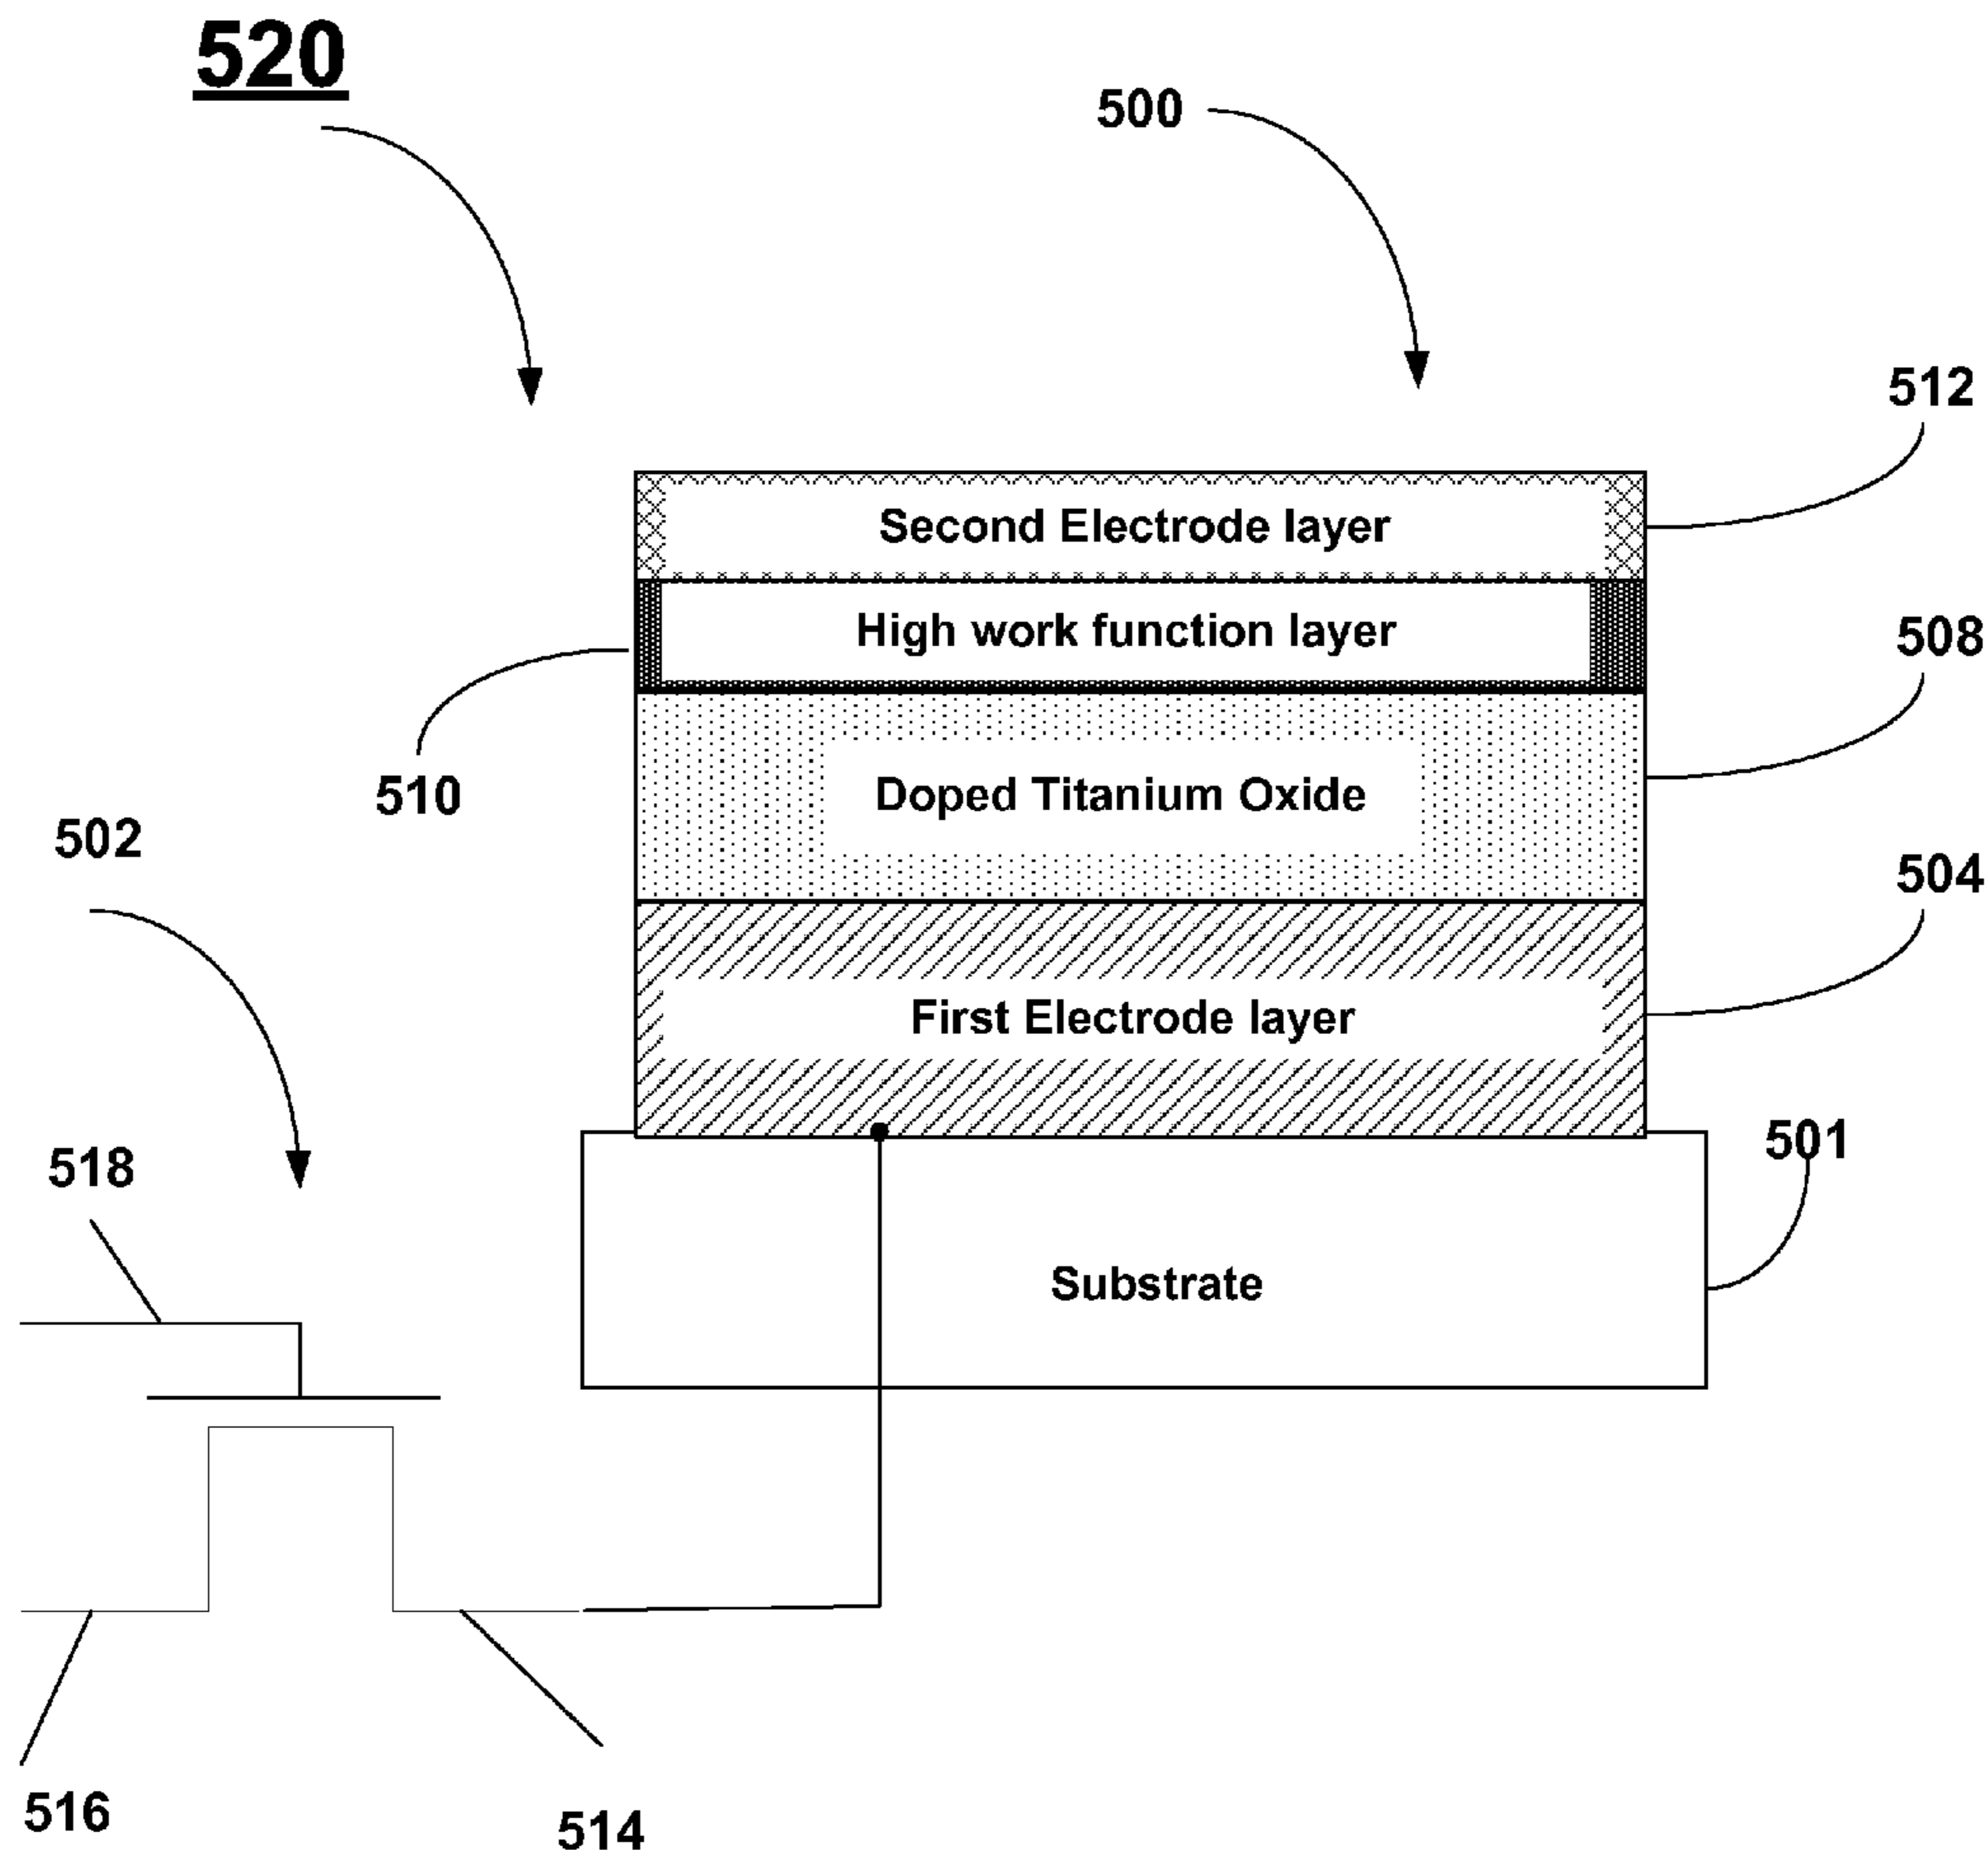 520
500
512
Second Electrode layer
High work function layer
508
510
Doped Titanium Oxide
502
504
First Electrode layer
501
518
Substrate
516
514